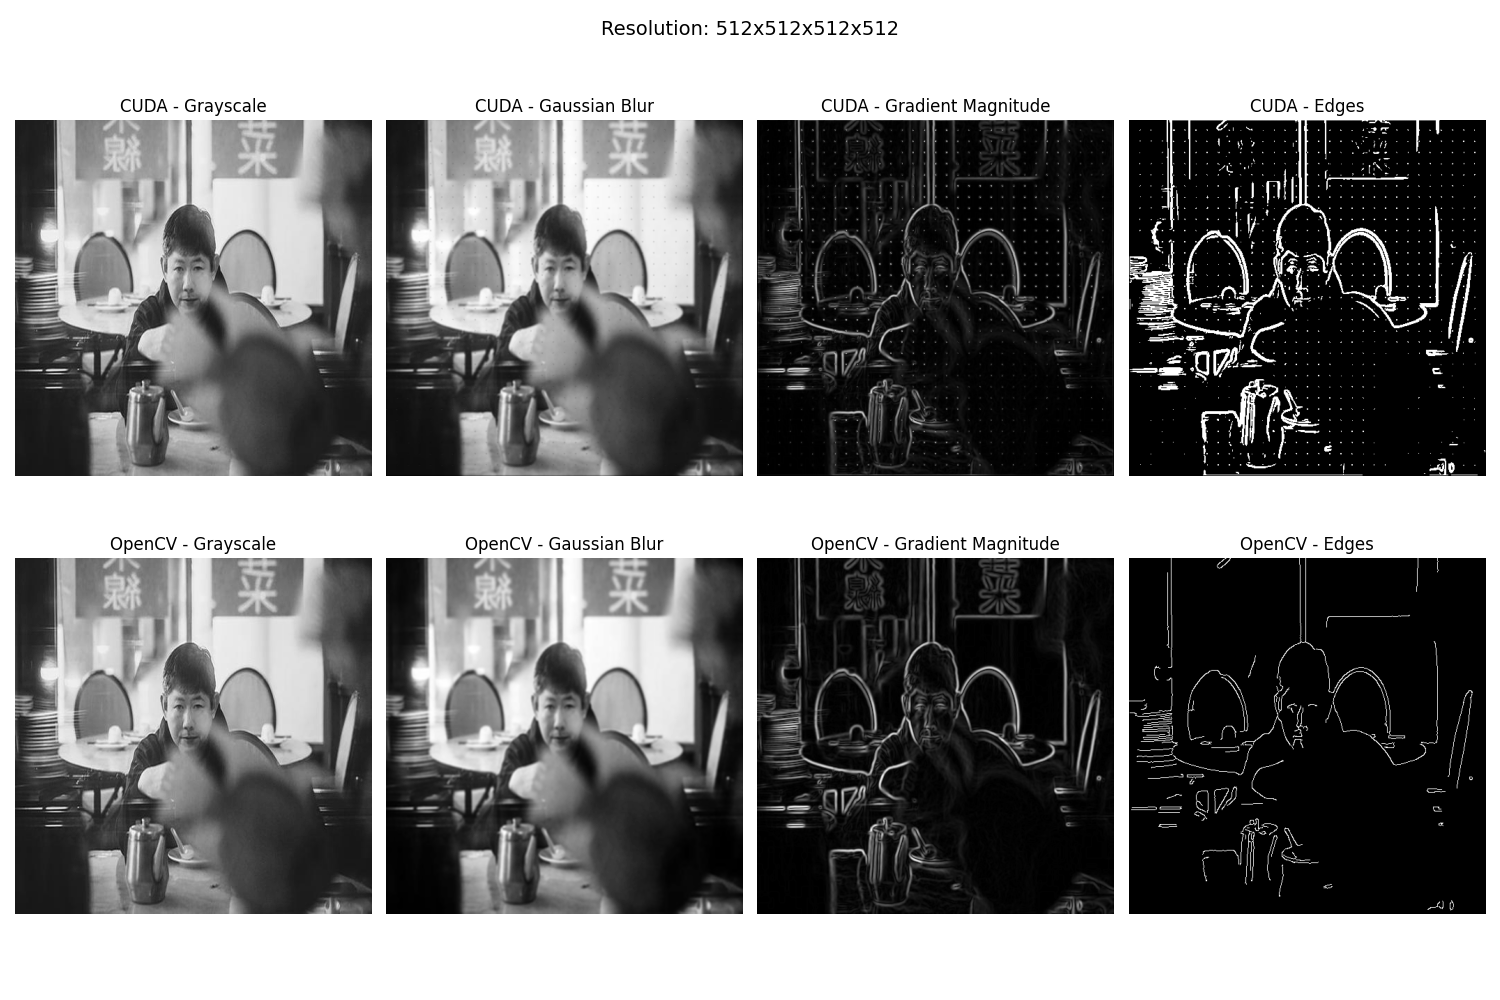 Resolution: 512x512x512x512
CUDA - Grayscale
CUDA - Gaussian Blur
CUDA - Gradient Magnitude
CUDA - Edges
OpenCV - Grayscale
OpenCV - Gaussian Blur
OpenCV - Gradient Magnitude
OpenCV - Edges